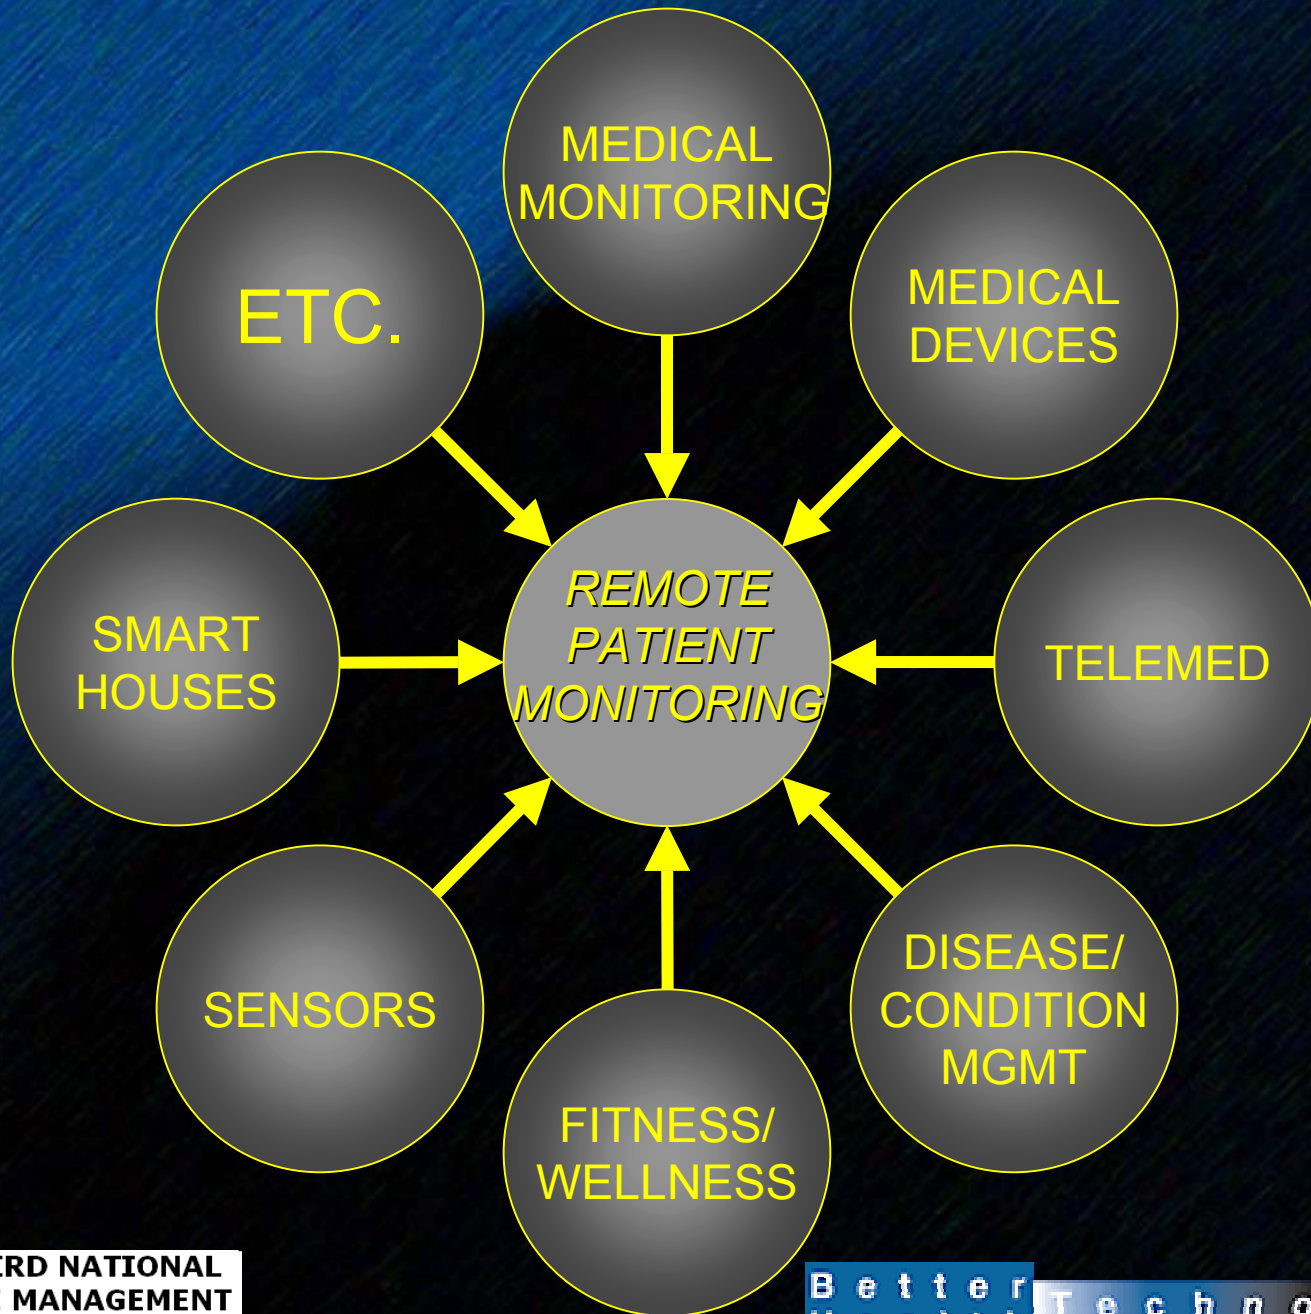 MEDICAL
MONITORING
ETC.
MEDICAL
DEVICES
SMART
HOUSES
REMOTE
PATIENT
MONITORING
TELEMED
SENSORS
DISEASE/
CONDITION
MGMT
FITNESS/
WELLNESS
NATIONAL
MANAGEMENT
Better